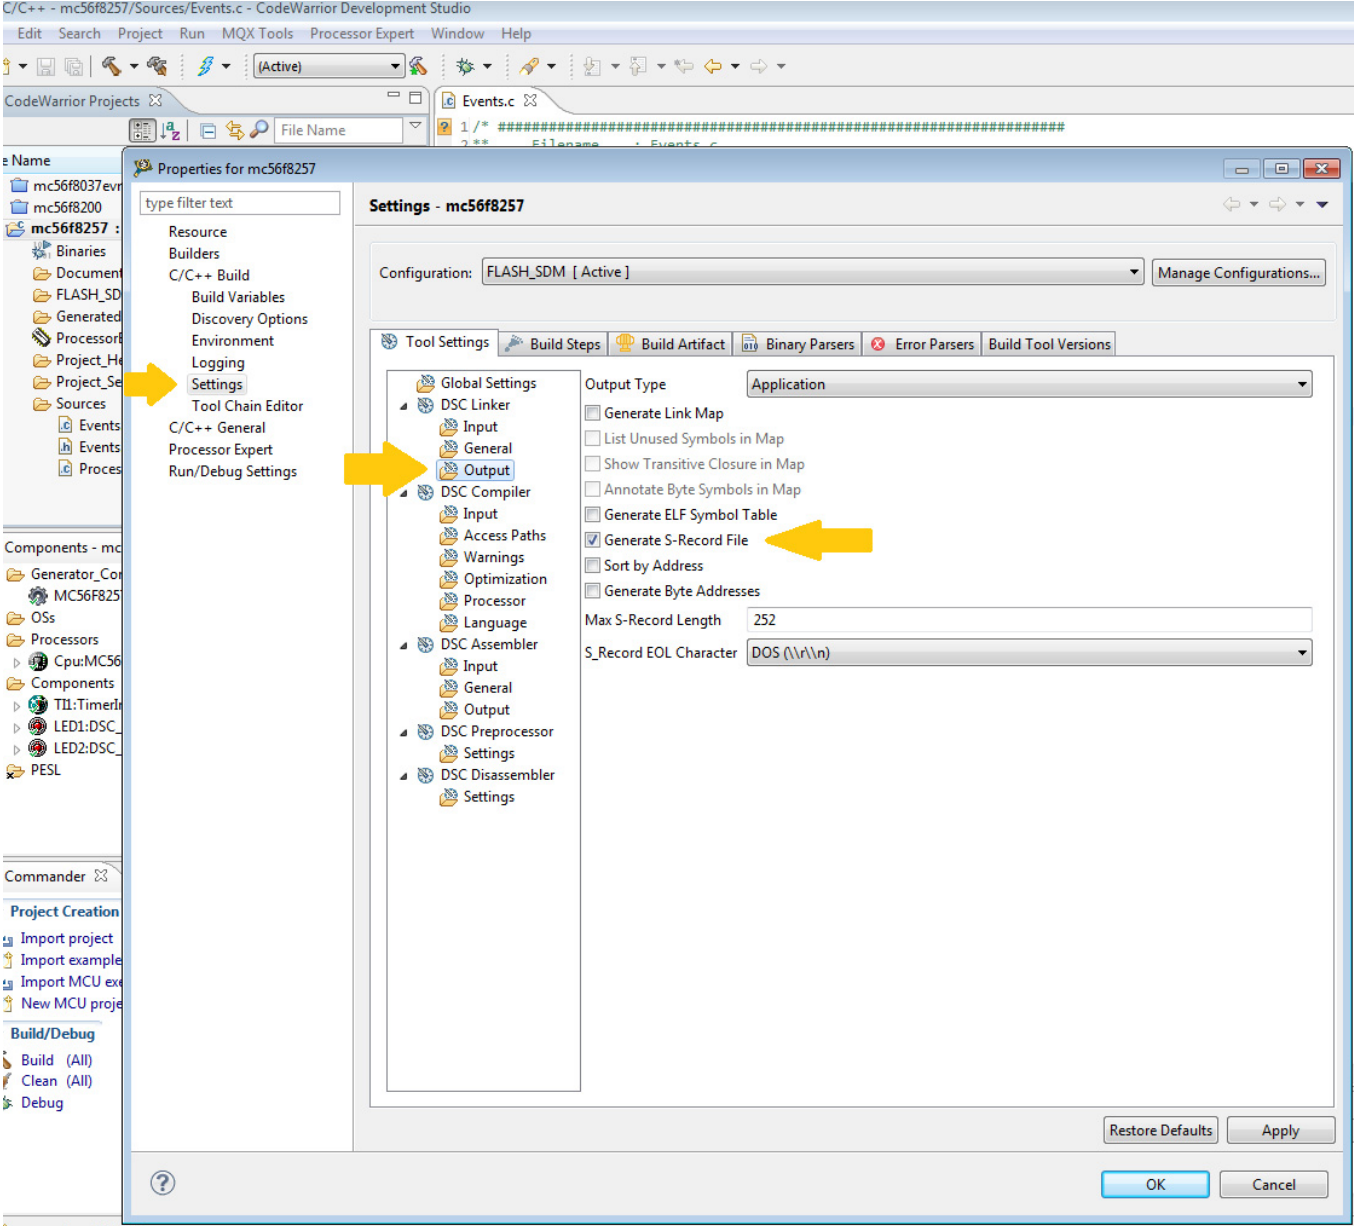 C/C++ - mc56f8257/Sources/Events.c - CodeWarrior Development Studio
Edit Search Project Run MQX Tools Processor Expert Window Help
(Active)
CodeWarrior Projects
Events.c
File Name
1 /* ####################################################################
2 ** Filename : Events.c
e Name
mc56f8037evm
mc56f8200
mc56f8257 :
Binaries
Document
FLASH_SD
Generated
ProcessorE
Project_He
Project_Se
Sources
Events
Events
Proces
Components - mc
Generator_Cor
MC56F825
OSs
Processors
Cpu:MC56
Components
TI1:TimerIn
LED1:DSC_
LED2:DSC_
PESL
Commander
Project Creation
Import project
Import example
Import MCU exe
New MCU proje
Build/Debug
Build (All)
Clean (All)
Debug
Properties for mc56f8257
type filter text
Resource
Builders
C/C++ Build
Build Variables
Discovery Options
Environment
Logging
Settings
Tool Chain Editor
C/C++ General
Processor Expert
Run/Debug Settings
Settings - mc56f8257
Configuration: FLASH_SDM [ Active ]
Manage Configurations...
Tool Settings Build Steps Build Artifact Binary Parsers Error Parsers Build Tool Versions
Global Settings
DSC Linker
Input
General
Output
DSC Compiler
Input
Access Paths
Warnings
Optimization
Processor
Language
DSC Assembler
Input
General
Output
DSC Preprocessor
Settings
DSC Disassembler
Settings
Output Type Application
Generate Link Map
List Unused Symbols in Map
Show Transitive Closure in Map
Annotate Byte Symbols in Map
Generate ELF Symbol Table
Generate S-Record File
Sort by Address
Generate Byte Addresses
Max S-Record Length 252
S_Record EOL Character DOS (\\r\\n)
Restore Defaults Apply
OK Cancel